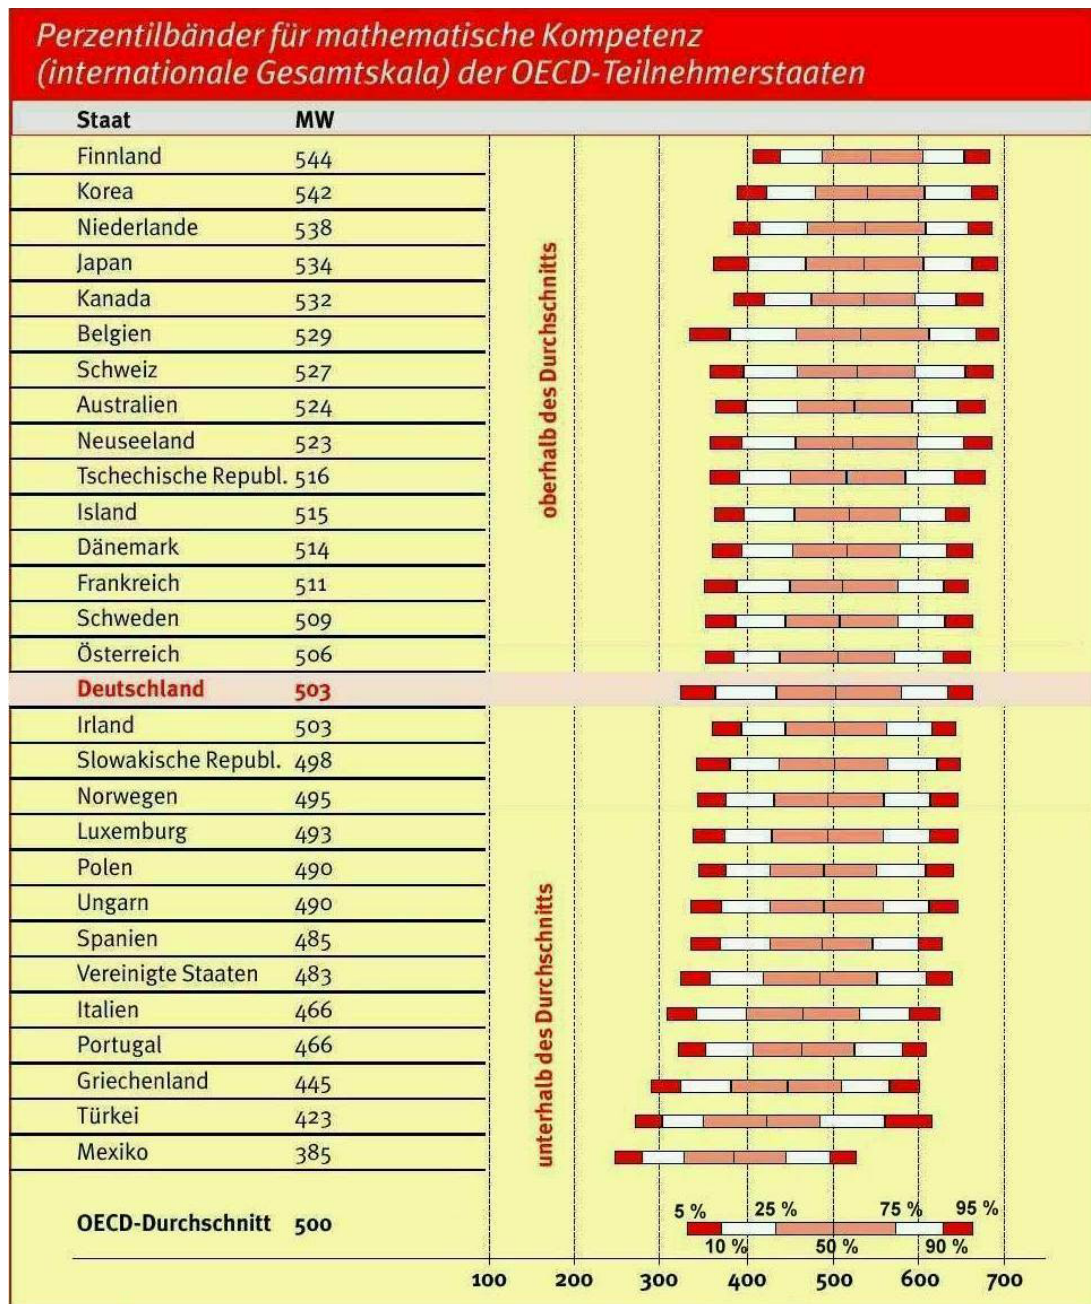 Perzentilbänder für mathematische Kompetenz
(internationale Gesamtskala) der OECD-Teilnehmerstaaten
Staat MW
Finnland 544
Korea 542
Niederlande 538
Japan 534
Kanada 532
Belgien 529
Schweiz 527
Australien 524
Neuseeland 523
Tschechische Republ. 516
Island 515
Dänemark 514
Frankreich 511
Schweden 509
Österreich 506
oberhalb des Durchschnitts
Deutschland 503
Irland 503
Slowakische Republ. 498
Norwegen 495
Luxemburg 493
Polen 490
Ungarn 490
Spanien 485
Vereinigte Staaten 483
Italien 466
Portugal 466
Griechenland 445
Türkei 423
Mexiko 385
unterhalb des Durchschnitts
OECD-Durchschnitt 500
5 % 25 % 75 % 95 %
10 % 50 % 90 %
100 200 300 400 500 600 700